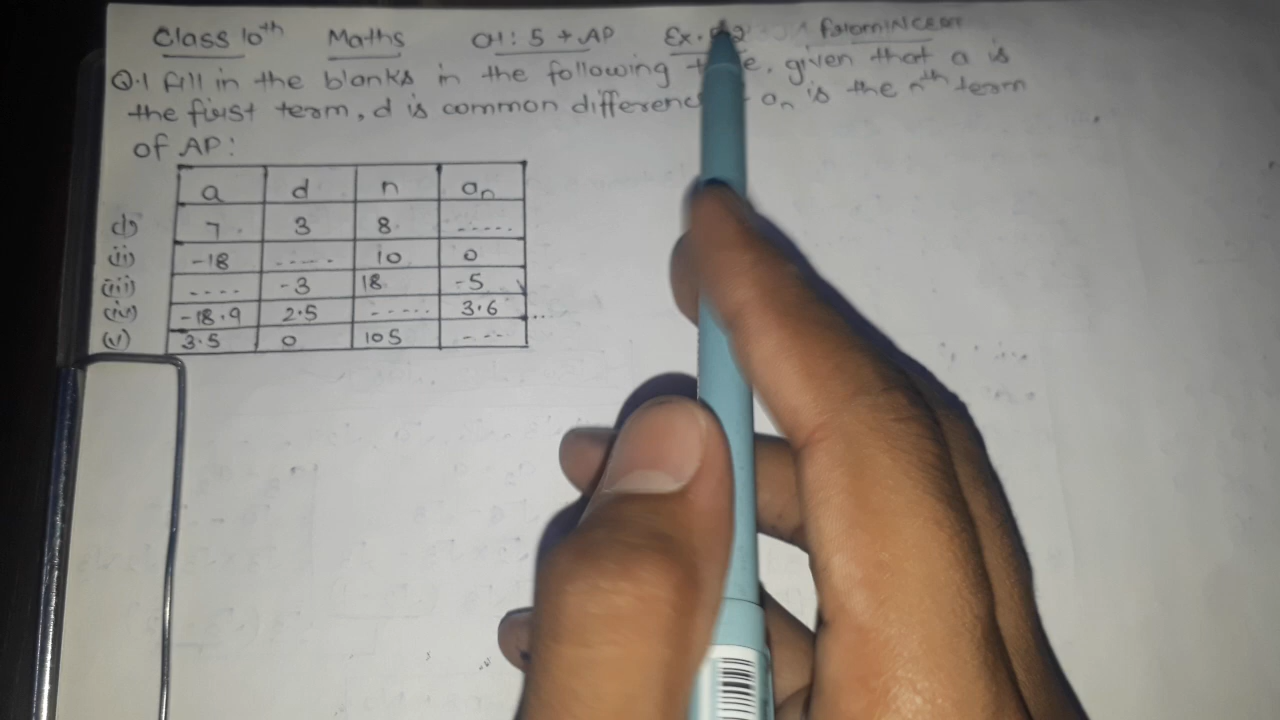 Class 10th Maths CH: 5 + AP Ex.
Q.1 Fill in the blanks in the following given that a is
the first term, d is common an is the nth term
of AP:
a d n an
(i) 7 3 8 .....
(ii) -18 ..... 10 0
(iii) .... -3 18 -5
(iv) -18.9 2.5 ..... 3.6
(v) 3.5 0 105 ...